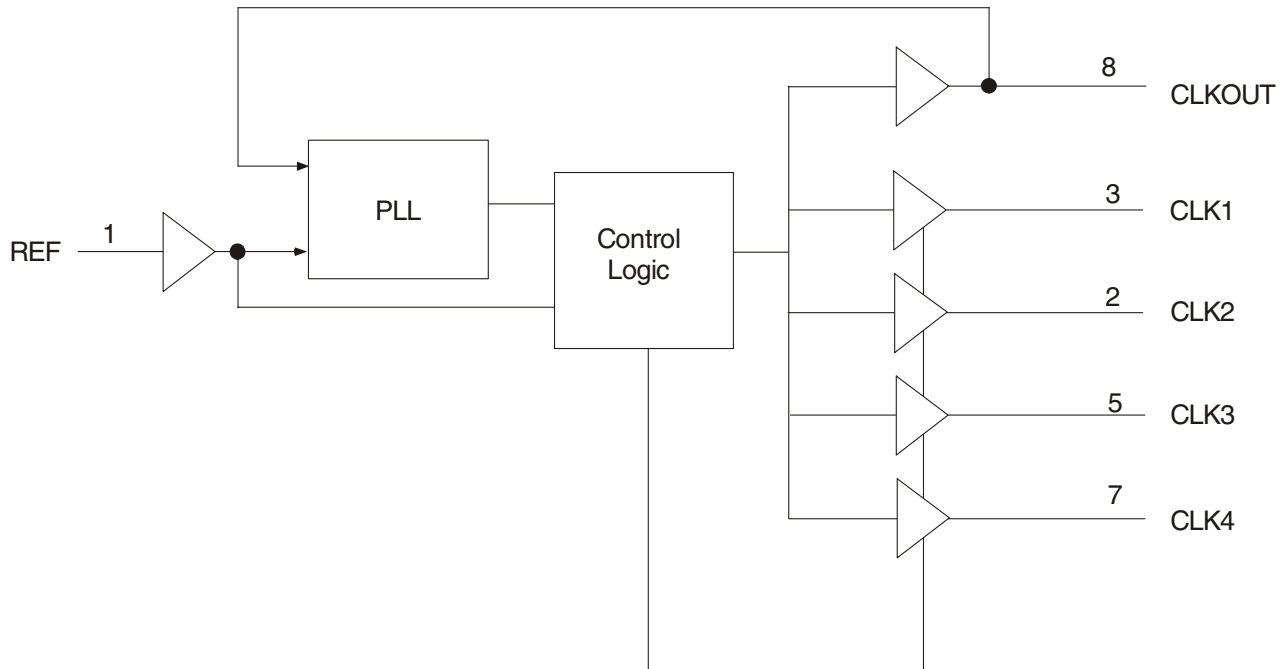 8
CLKOUT
PLL
3
CLK1
REF
1
Control
Logic
2
CLK2
5
CLK3
7
CLK4